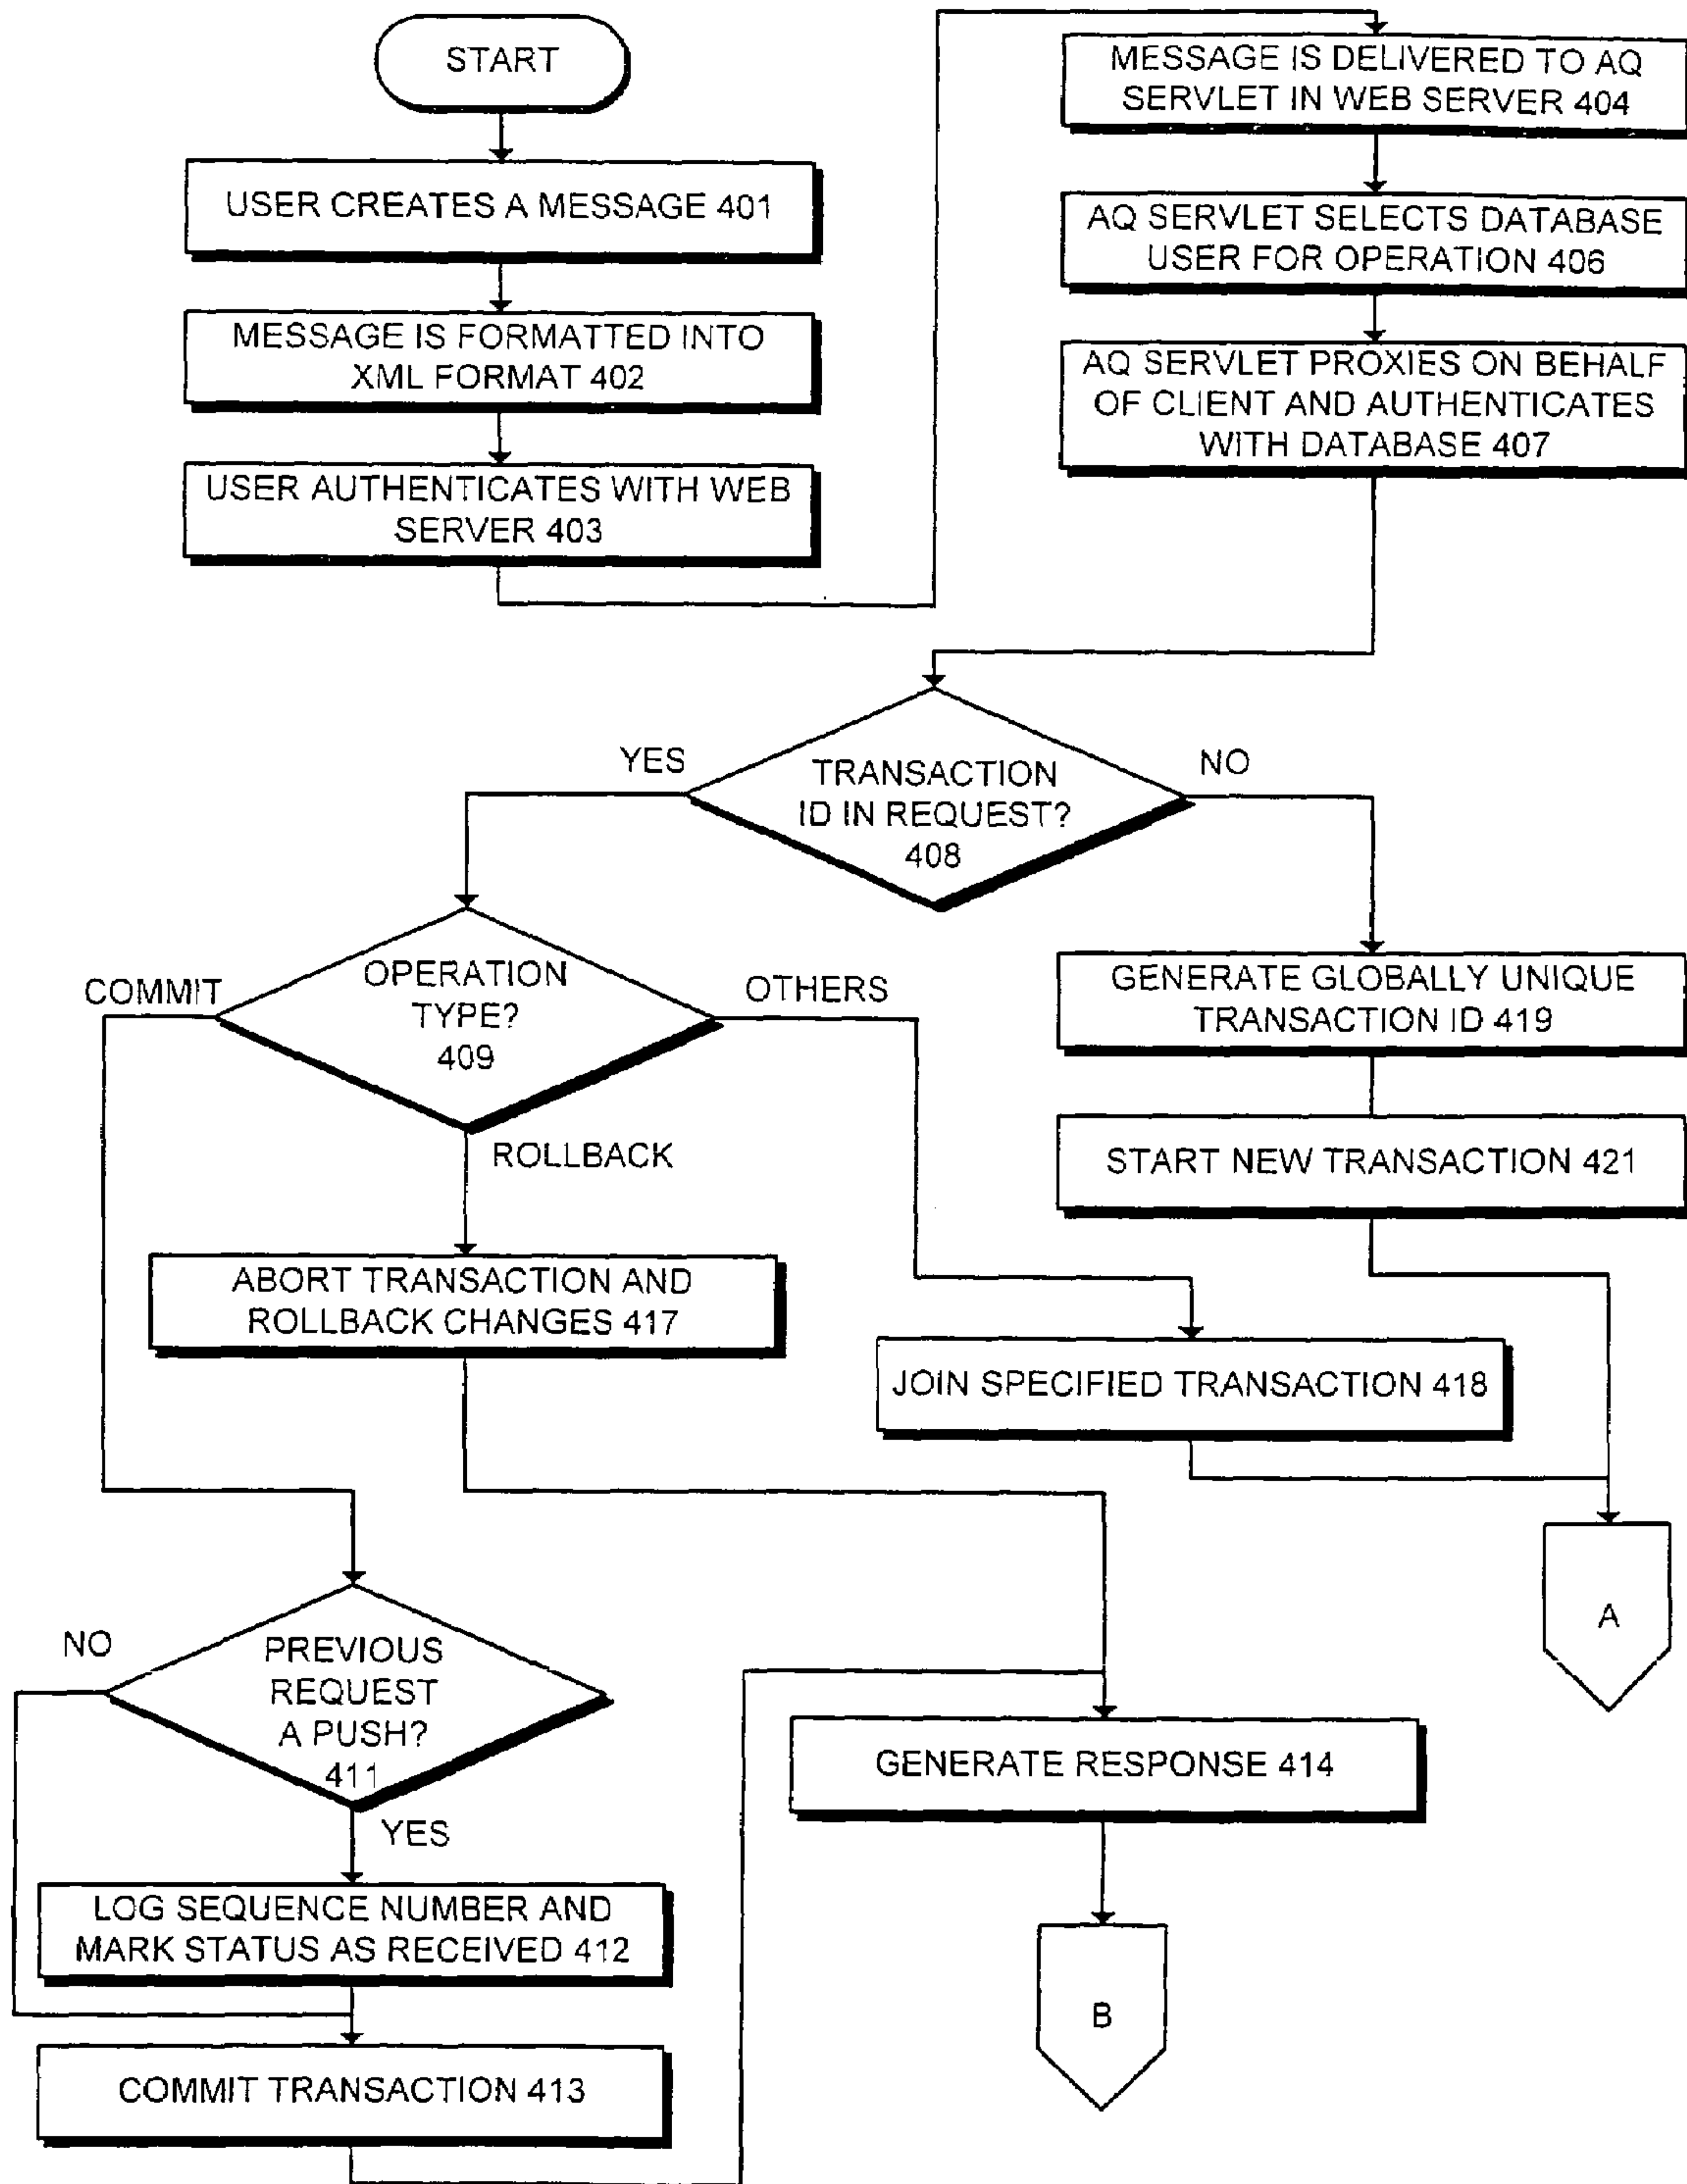 START
USER CREATES A MESSAGE 401
MESSAGE IS FORMATTED INTO
XML FORMAT 402
USER AUTHENTICATES WITH WEB
SERVER 403
MESSAGE IS DELIVERED TO AQ
SERVLET IN WEB SERVER 404
AQ SERVLET SELECTS DATABASE
USER FOR OPERATION 406
AQ SERVLET PROXIES ON BEHALF
OF CLIENT AND AUTHENTICATES
WITH DATABASE 407
YES
TRANSACTION
ID IN REQUEST?
408
NO
COMMIT
OPERATION
TYPE?
409
OTHERS
ROLLBACK
GENERATE GLOBALLY UNIQUE
TRANSACTION ID 419
START NEW TRANSACTION 421
ABORT TRANSACTION AND
ROLLBACK CHANGES 417
JOIN SPECIFIED TRANSACTION 418
A
NO
PREVIOUS
REQUEST
A PUSH?
411
YES
GENERATE RESPONSE 414
LOG SEQUENCE NUMBER AND
MARK STATUS AS RECEIVED 412
B
COMMIT TRANSACTION 413